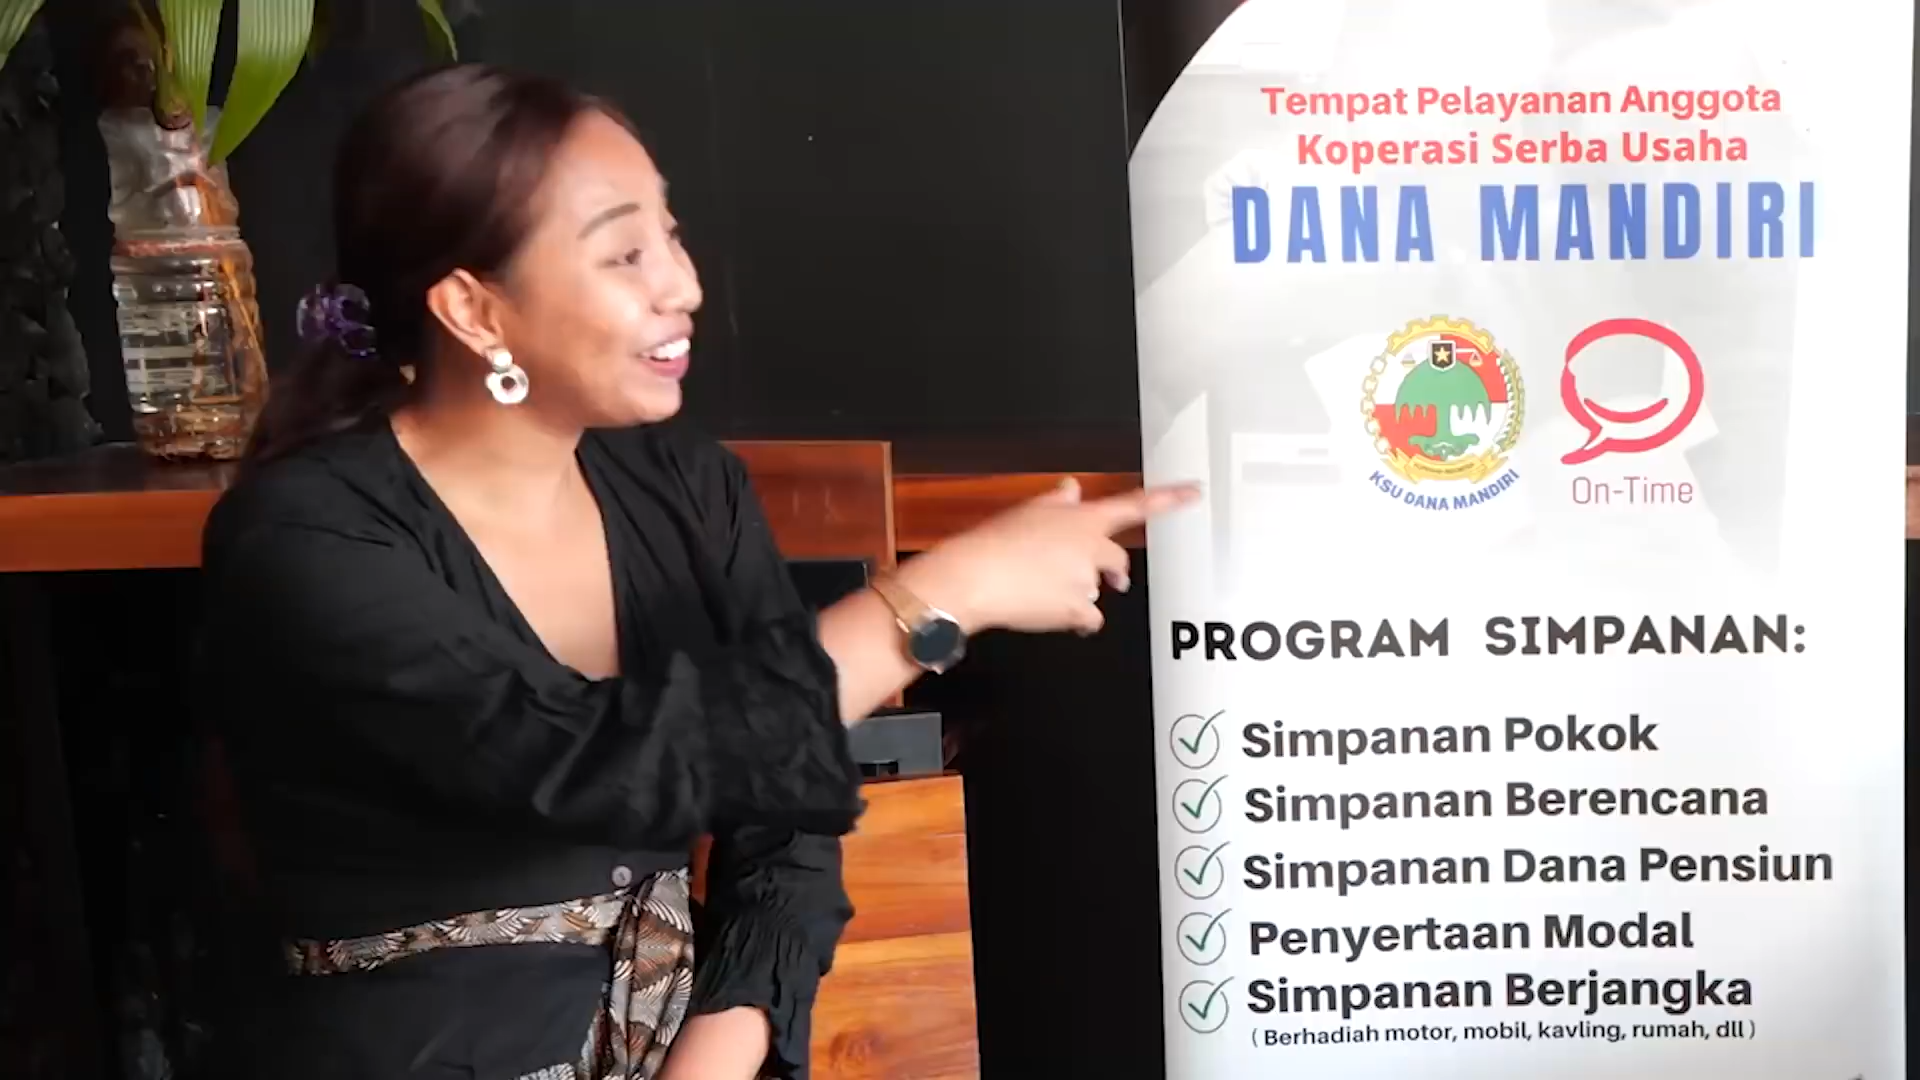 Tempat Pelayanan Anggota
Koperasi Serba Usaha
DANA MANDIRI
KSU DANA MANDIRI
On-Time
PROGRAM SIMPANAN:
Simpanan Pokok
Simpanan Berencana
Simpanan Dana Pensiun
Penyertaan Modal
Simpanan Berjangka
( Berhadiah motor, mobil, kavling, rumah, dll )